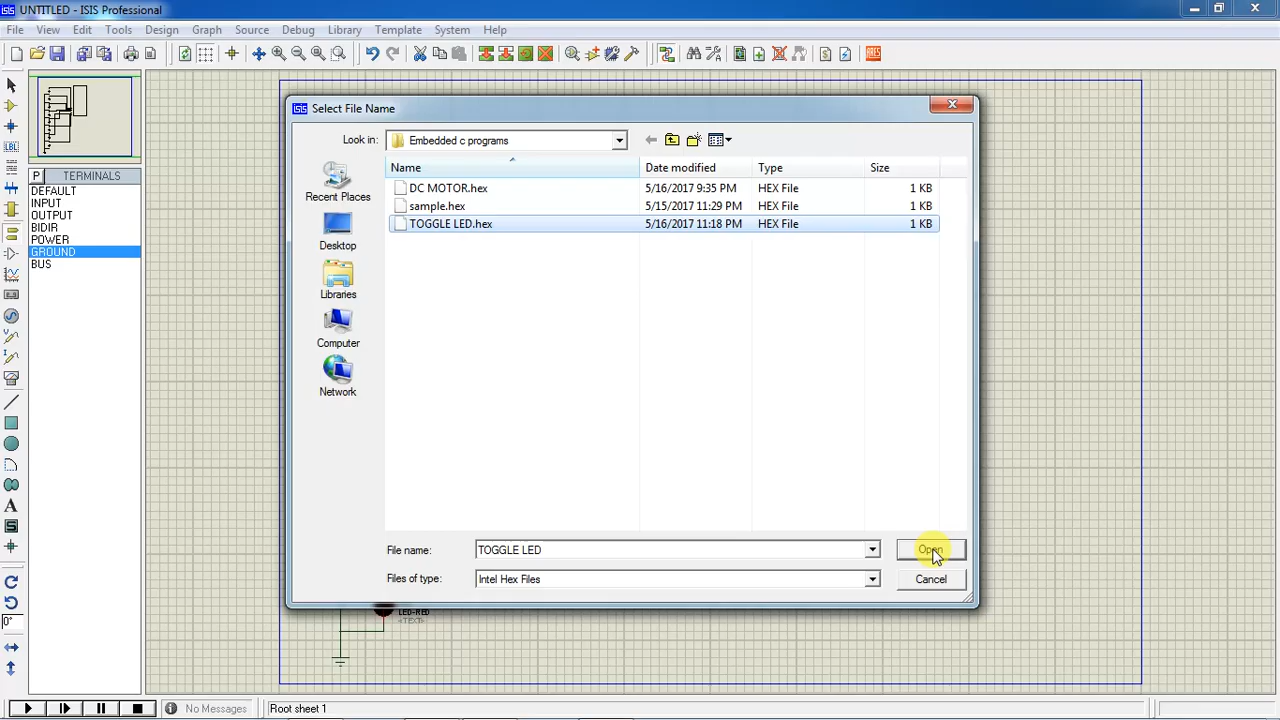 UNTITLED - ISIS Professional
File View Edit Tools Design Graph Source Debug Library Template System Help
ARES
Select File Name
Look in: Embedded c programs
Name Date modified Type Size
DC MOTOR.hex 5/16/2017 9:35 PM HEX File 1 KB
sample.hex 5/15/2017 11:29 PM HEX File 1 KB
TOGGLE LED.hex 5/16/2017 11:18 PM HEX File 1 KB
Recent Places
Desktop
Libraries
Computer
Network
File name: TOGGLE LED Open
Files of type: Intel Hex Files Cancel
LBL
P TERMINALS
DEFAULT
INPUT
OUTPUT
BIDIR
POWER
GROUND
BUS
A
0°
LED-RED
<TEXT>
No Messages Root sheet 1